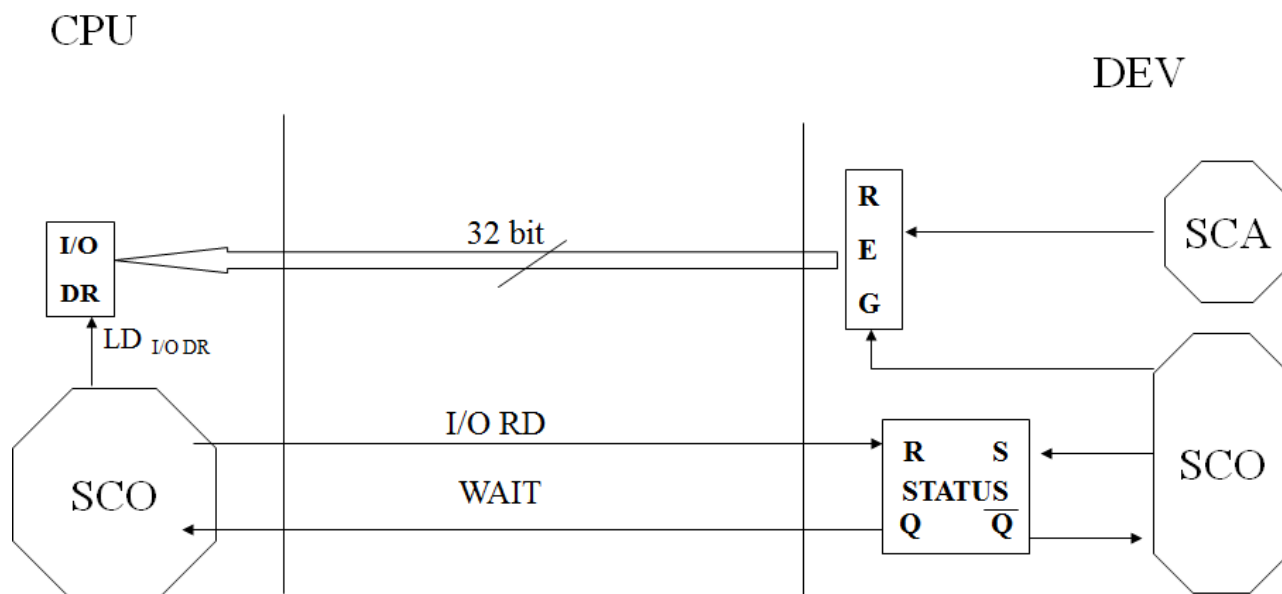 CPU
DEV
32 bit
I/O
DR
R
E
G
SCA
LD I/O DR
I/O RD
WAIT
SCO
R S
STATUS
Q Q̅
SCO